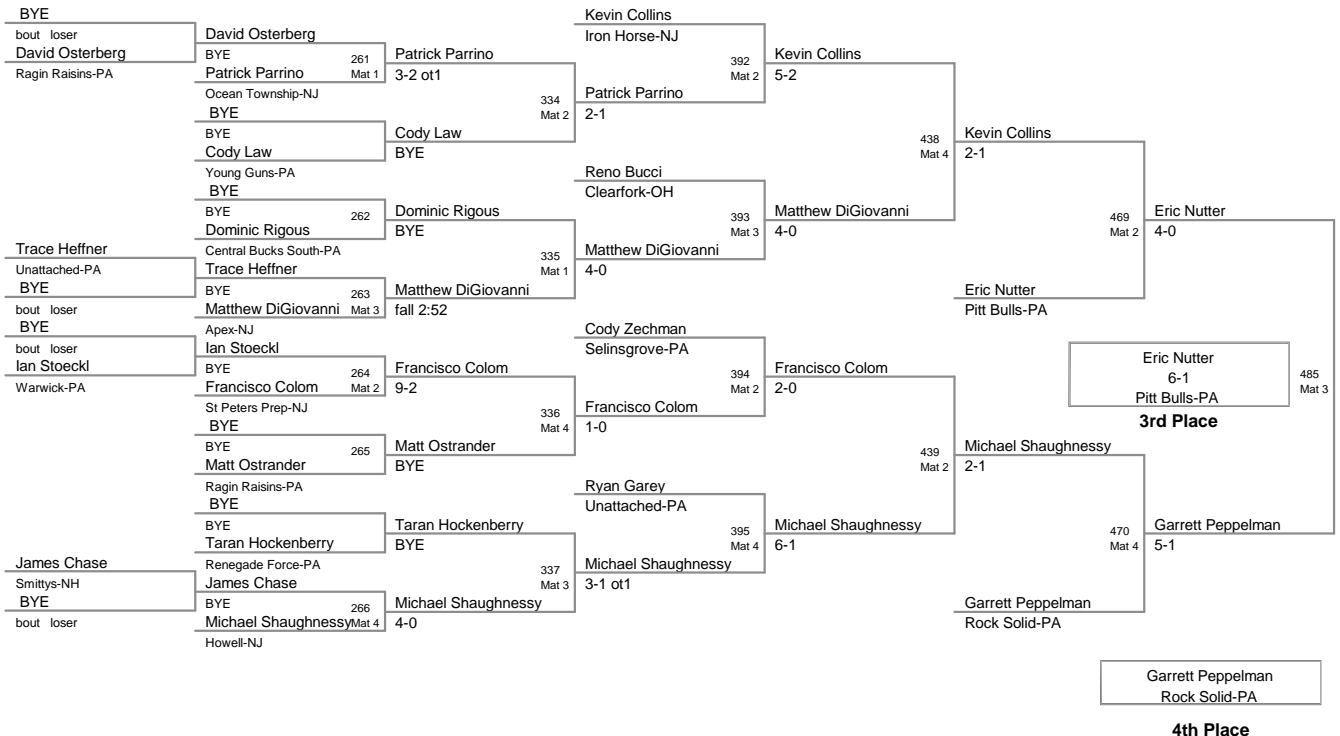 BYE
bout loser
David Osterberg
Ragin Raisins-PA
Trace Heffner
Unattached-PA
BYE
bout loser
BYE
bout loser
Ian Stoeckl
Warwick-PA
James Chase
Smittys-NH
BYE
bout loser
David Osterberg
BYE
261
Patrick Parrino
Mat 1
Ocean Township-NJ
BYE
BYE
Cody Law
Young Guns-PA
BYE
BYE
262
Dominic Rigous
Central Bucks South-PA
Trace Heffner
BYE
263
Matthew DiGiovanni
Mat 3
Apex-NJ
Ian Stoeckl
BYE
264
Francisco Colom
Mat 2
St Peters Prep-NJ
BYE
BYE
265
Matt Ostrander
Ragin Raisins-PA
BYE
BYE
Taran Hockenberry
Renegade Force-PA
James Chase
BYE
266
Michael Shaughnessy
Mat 4
Howell-NJ
Patrick Parrino
3-2 ot1
334
Mat 2
Cody Law
BYE
Dominic Rigous
BYE
335
Mat 1
Matthew DiGiovanni
fall 2:52
Francisco Colom
9-2
336
Mat 4
Matt Ostrander
BYE
Taran Hockenberry
BYE
337
Mat 3
Michael Shaughnessy
4-0
Kevin Collins
Iron Horse-NJ
392
Mat 2
Patrick Parrino
2-1
Reno Bucci
Clearfork-OH
393
Mat 3
Matthew DiGiovanni
4-0
Cody Zechman
Selinsgrove-PA
394
Mat 2
Francisco Colom
1-0
Ryan Garey
Unattached-PA
395
Mat 4
Michael Shaughnessy
3-1 ot1
Kevin Collins
5-2
438
Mat 4
Matthew DiGiovanni
4-0
Francisco Colom
2-0
439
Mat 2
Michael Shaughnessy
6-1
Kevin Collins
2-1
469
Mat 2
Eric Nutter
Pitt Bulls-PA
Michael Shaughnessy
2-1
470
Mat 4
Garrett Peppelman
Rock Solid-PA
Eric Nutter
4-0
Eric Nutter
6-1
Pitt Bulls-PA
485
Mat 3
3rd Place
Garrett Peppelman
5-1
Garrett Peppelman
Rock Solid-PA
4th Place